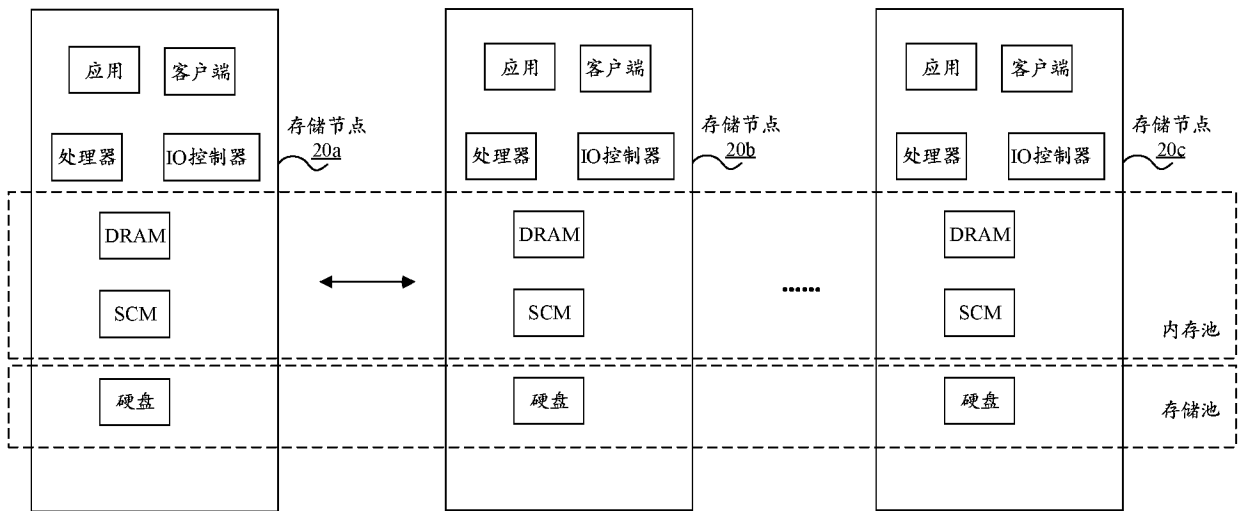 应用 客户端 应用 客户端 应用 客户端
存储节点 存储节点 存储节点
20a 20b 20c
处理器 IO控制器 处理器 IO控制器 处理器 IO控制器
DRAM DRAM DRAM
......
SCM SCM SCM
内存池
硬盘 硬盘 硬盘
存储池